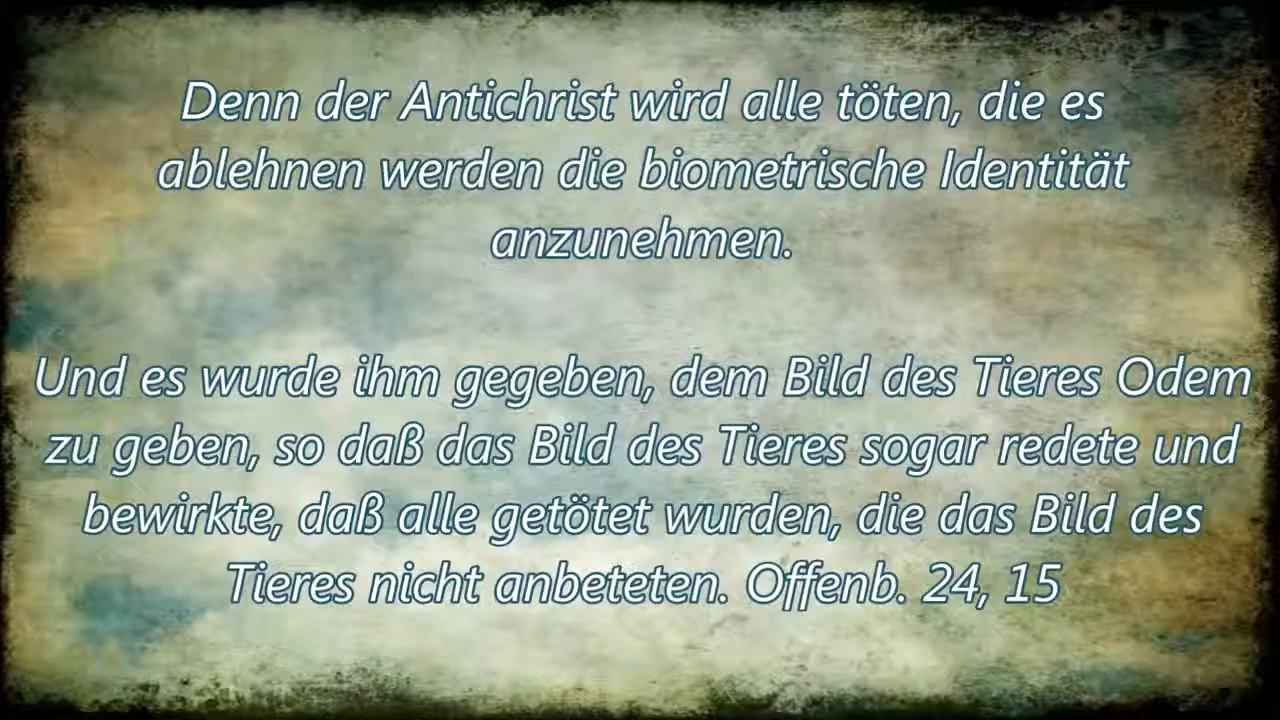 Denn der Antichrist wird alle töten, die es
ablehnen werden die biometrische Identität
anzunehmen.
Und es wurde ihm gegeben, dem Bild des Tieres Odem
zu geben, so daß das Bild des Tieres sogar redete und
bewirkte, daß alle getötet wurden, die das Bild des
Tieres nicht anbeteten. Offenb. 24, 15